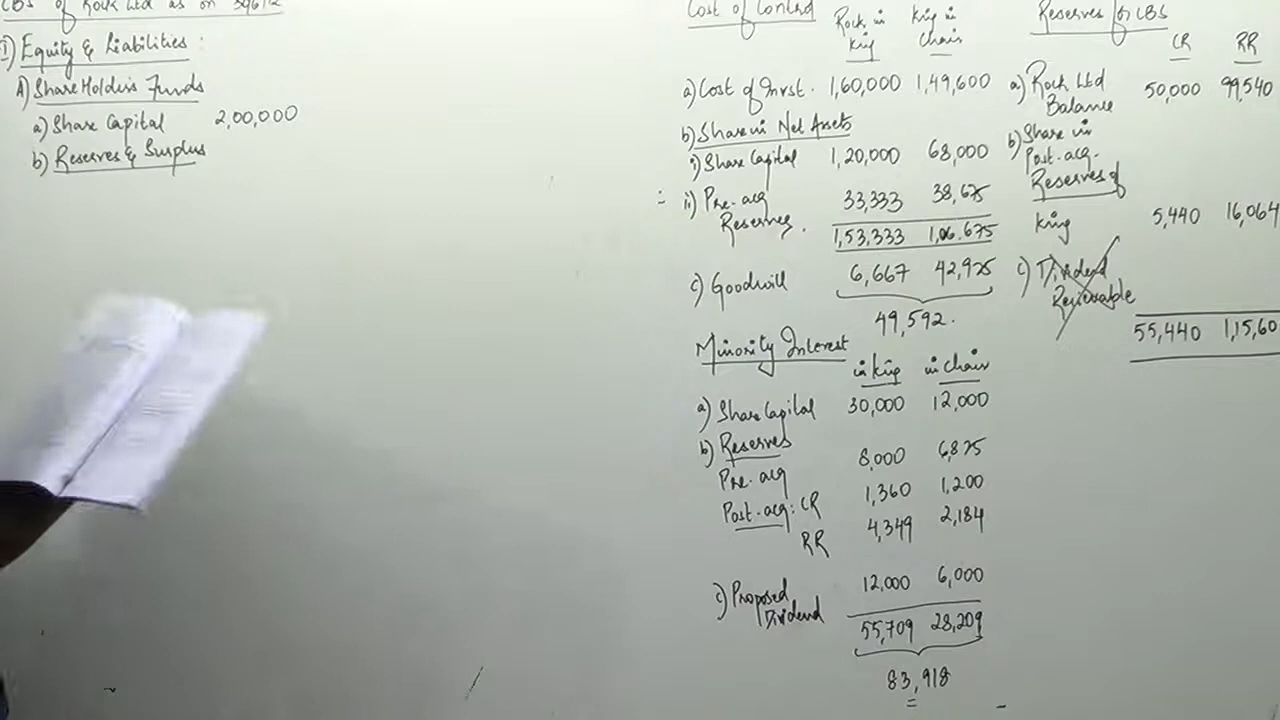 CBS of Rock Ltd as on
I) Equity & Liabilities :
A) Share Holders Funds
a) Share Capital 2,00,000
b) Reserves & Surplus
Cost of Control
Rock in King
King in Chair
a) Cost of Invst. 1,60,000 1,49,600
b) Share in Net Assets
i) Share Capital 1,20,000 68,000
ii) Pre-acq Reserves. 33,333 38,675
1,53,333 1,06,675
c) Goodwill 6,667 42,925
49,592.
Minority Interest
in King in Chair
a) Share Capital 30,000 12,000
b) Reserves
Pre-acq 8,000 6,825
Post-acq: CR 1,360 1,200
RR 4,349 2,184
c) Proposed Dividend 12,000 6,000
55,709 28,209
83,918
Reserves for CBS
CR RR
a) Rock Ltd Balance 50,000 99,540
b) Share in Post-acq. Reserves of
King 5,440 16,064
c) Dividend Receivable
55,440 1,15,60